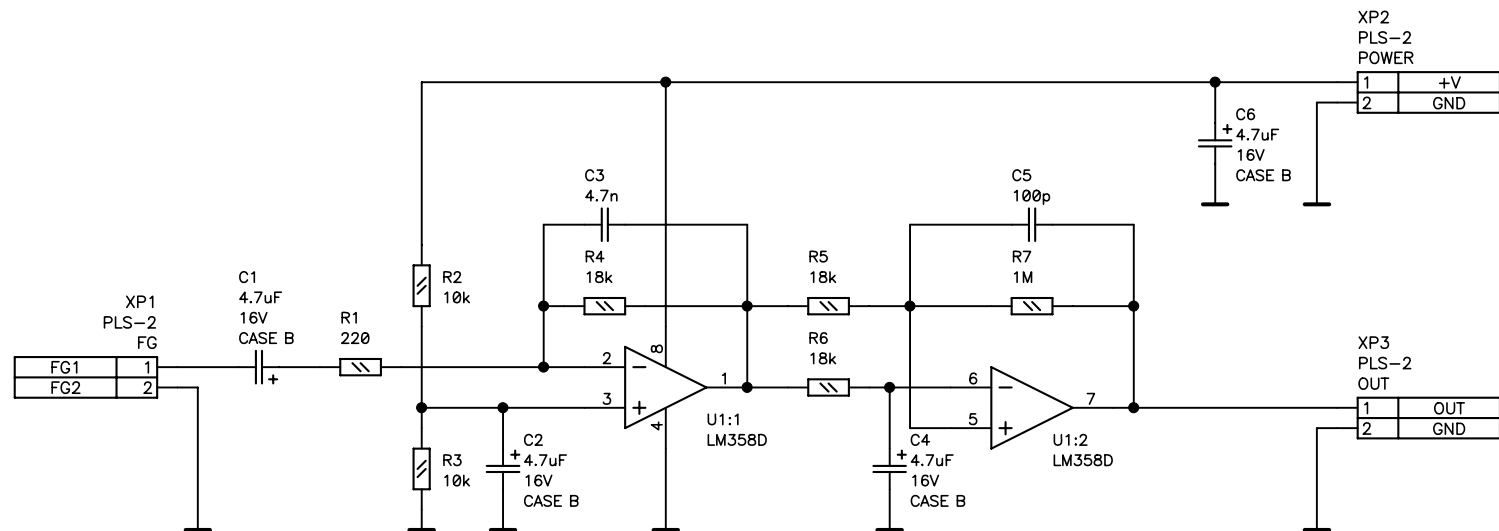 XP2
PLS-2
POWER
1 +V
2 GND
C6
4.7uF
16V
CASE B
+
C3
4.7n
C5
100p
R4
18k
R5
18k
R7
1M
R2
10k
C1
4.7uF
16V
CASE B
+
XP1
PLS-2
FG
FG1 1
FG2 2
R1
220
R6
18k
2
3
8
4
1
-
+
U1:1
LM358D
6
5
7
-
+
U1:2
LM358D
XP3
PLS-2
OUT
1 OUT
2 GND
R3
10k
C2
4.7uF
16V
CASE B
+
C4
4.7uF
16V
CASE B
+